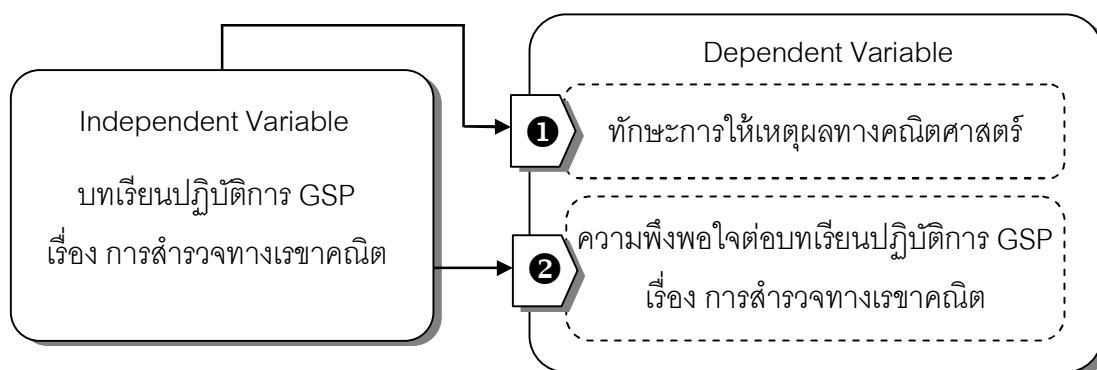 Independent Variable
บทเรียนปฏิบัติการ GSP
เรื่อง การสำรวจทางเรขาคณิต
Dependent Variable
❶
ทักษะการให้เหตุผลทางคณิตศาสตร์
❷
ความพึงพอใจต่อบทเรียนปฏิบัติการ GSP
เรื่อง การสำรวจทางเรขาคณิต